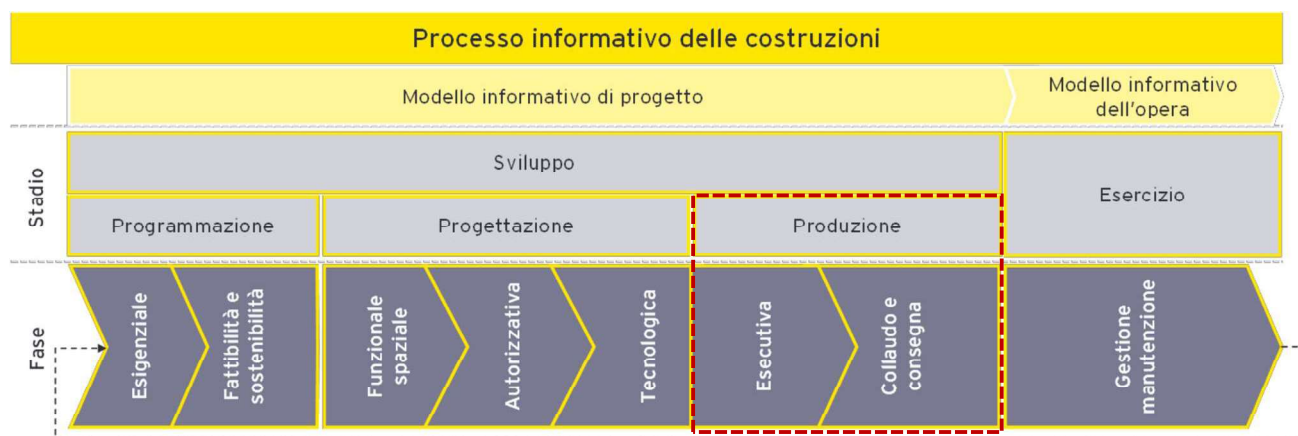 Processo informativo delle costruzioni
Modello informativo di progetto
Modello informativo
dell'opera
Stadio
Sviluppo
Esercizio
Programmazione
Progettazione
Produzione
Fase
Esigenziale
Fattibilità e
sostenibilità
Funzionale
spaziale
Autorizzativa
Tecnologica
Esecutiva
Collaudo e
consegna
Gestione
manutenzione